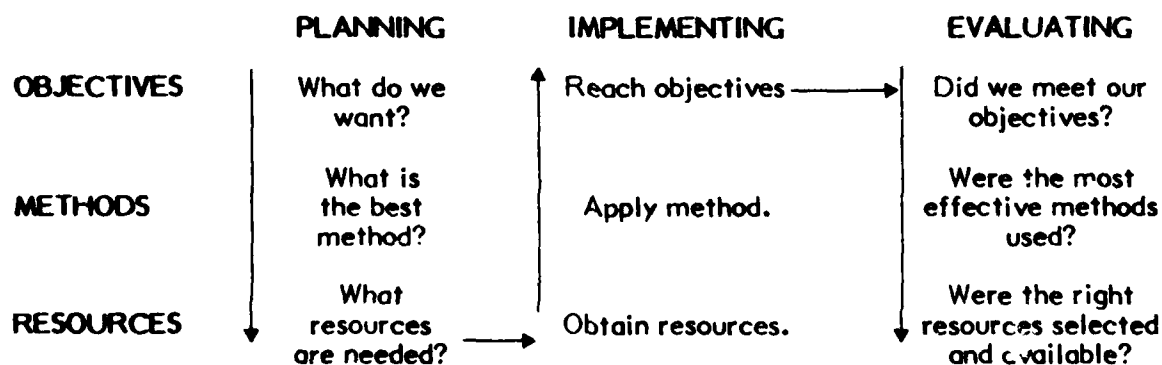 PLANNING IMPLEMENTING EVALUATING
OBJECTIVES What do we Reach objectives Did we meet our
want? objectives?
What is Were the most
METHODS the best Apply method. effective methods
method? used?
What Were the right
RESOURCES resources Obtain resources. resources selected
are needed? and available?